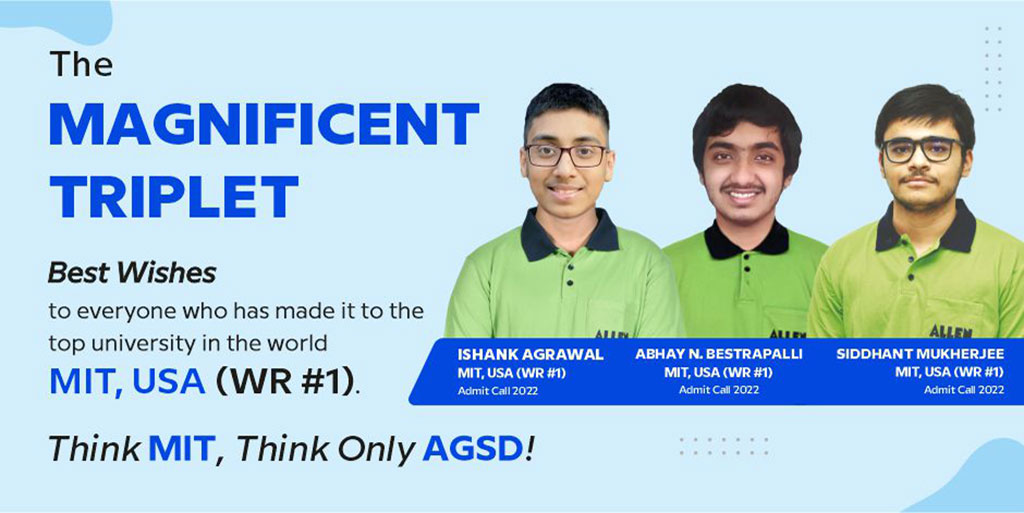 The
MAGNIFICENT
TRIPLET
Best Wishes
to everyone who has made it to the
top university in the world
MIT, USA (WR #1).
Think MIT, Think Only AGSD!
ALLEN
ALLEN
ALLEN
ISHANK AGRAWAL
MIT, USA (WR #1)
Admit Call 2022
ABHAY N. BESTRAPALLI
MIT, USA (WR #1)
Admit Call 2022
SIDDHANT MUKHERJEE
MIT, USA (WR #1)
Admit Call 2022